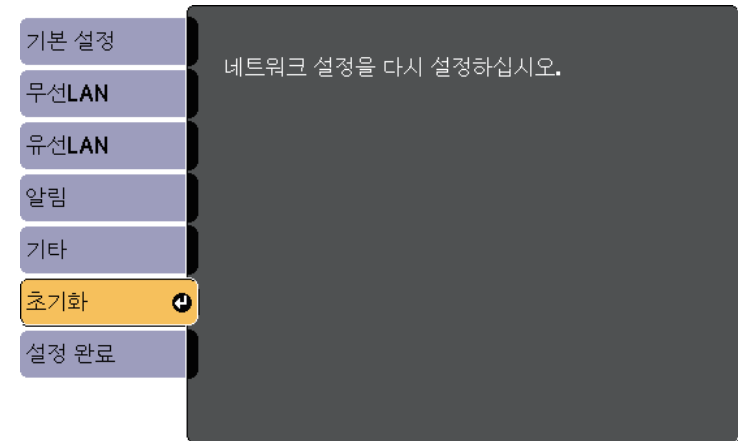 기본 설정
무선LAN
유선LAN
알림
기타
초기화
설정 완료
네트워크 설정을 다시 설정하십시오.